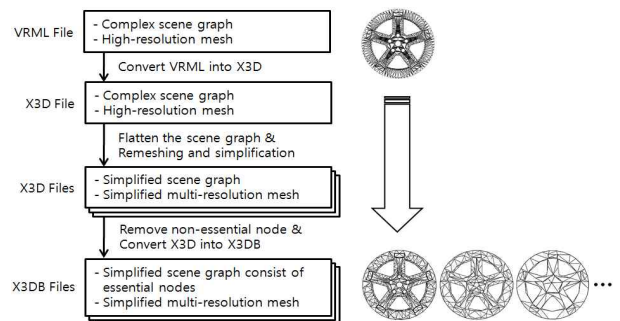 VRML File
- Complex scene graph
- High-resolution mesh
Convert VRML into X3D
X3D File
- Complex scene graph
- High-resolution mesh
Flatten the scene graph &
Remeshing and simplification
X3D Files
- Simplified scene graph
- Simplified multi-resolution mesh
Remove non-essential node &
Convert X3D into X3DB
X3DB Files
- Simplified scene graph consist of
essential nodes
- Simplified multi-resolution mesh
...